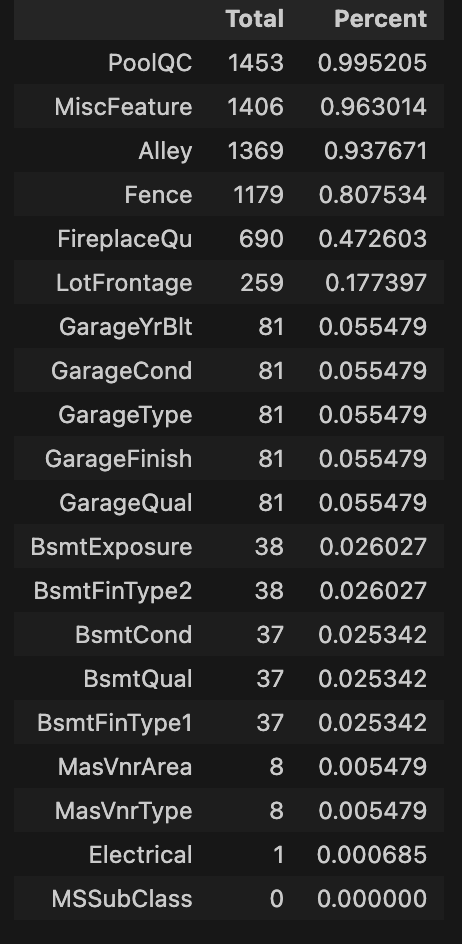 Total Percent
PoolQC 1453 0.995205
MiscFeature 1406 0.963014
Alley 1369 0.937671
Fence 1179 0.807534
FireplaceQu 690 0.472603
LotFrontage 259 0.177397
GarageYrBlt 81 0.055479
GarageCond 81 0.055479
GarageType 81 0.055479
GarageFinish 81 0.055479
GarageQual 81 0.055479
BsmtExposure 38 0.026027
BsmtFinType2 38 0.026027
BsmtCond 37 0.025342
BsmtQual 37 0.025342
BsmtFinType1 37 0.025342
MasVnrArea 8 0.005479
MasVnrType 8 0.005479
Electrical 1 0.000685
MSSubClass 0 0.000000